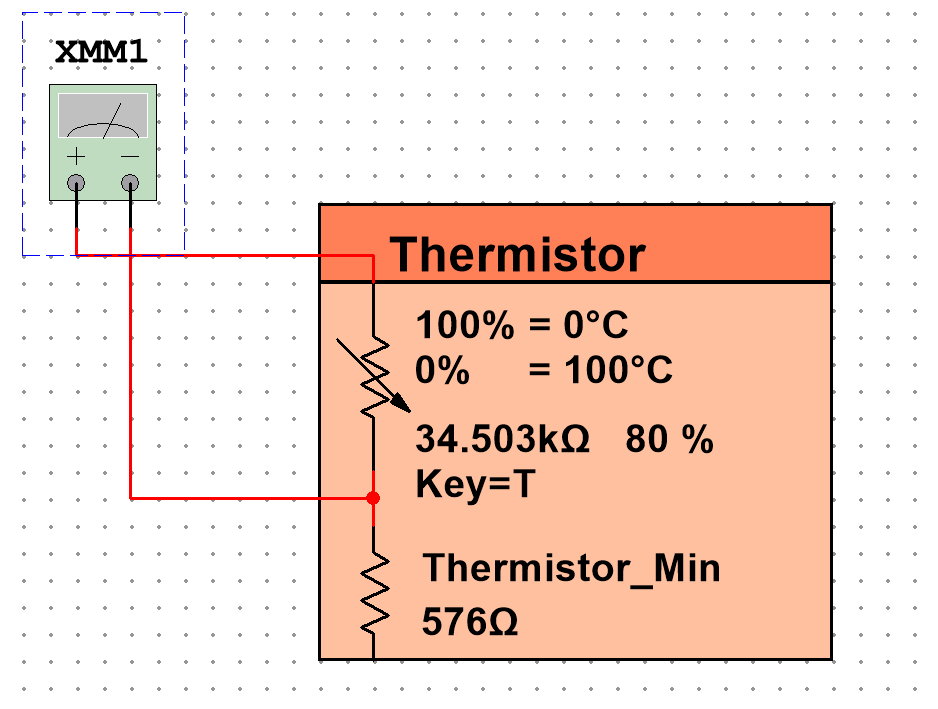 XMM1
+ −
Thermistor
100% = 0°C
0% = 100°C
34.503kΩ 80 %
Key=T
Thermistor_Min
576Ω